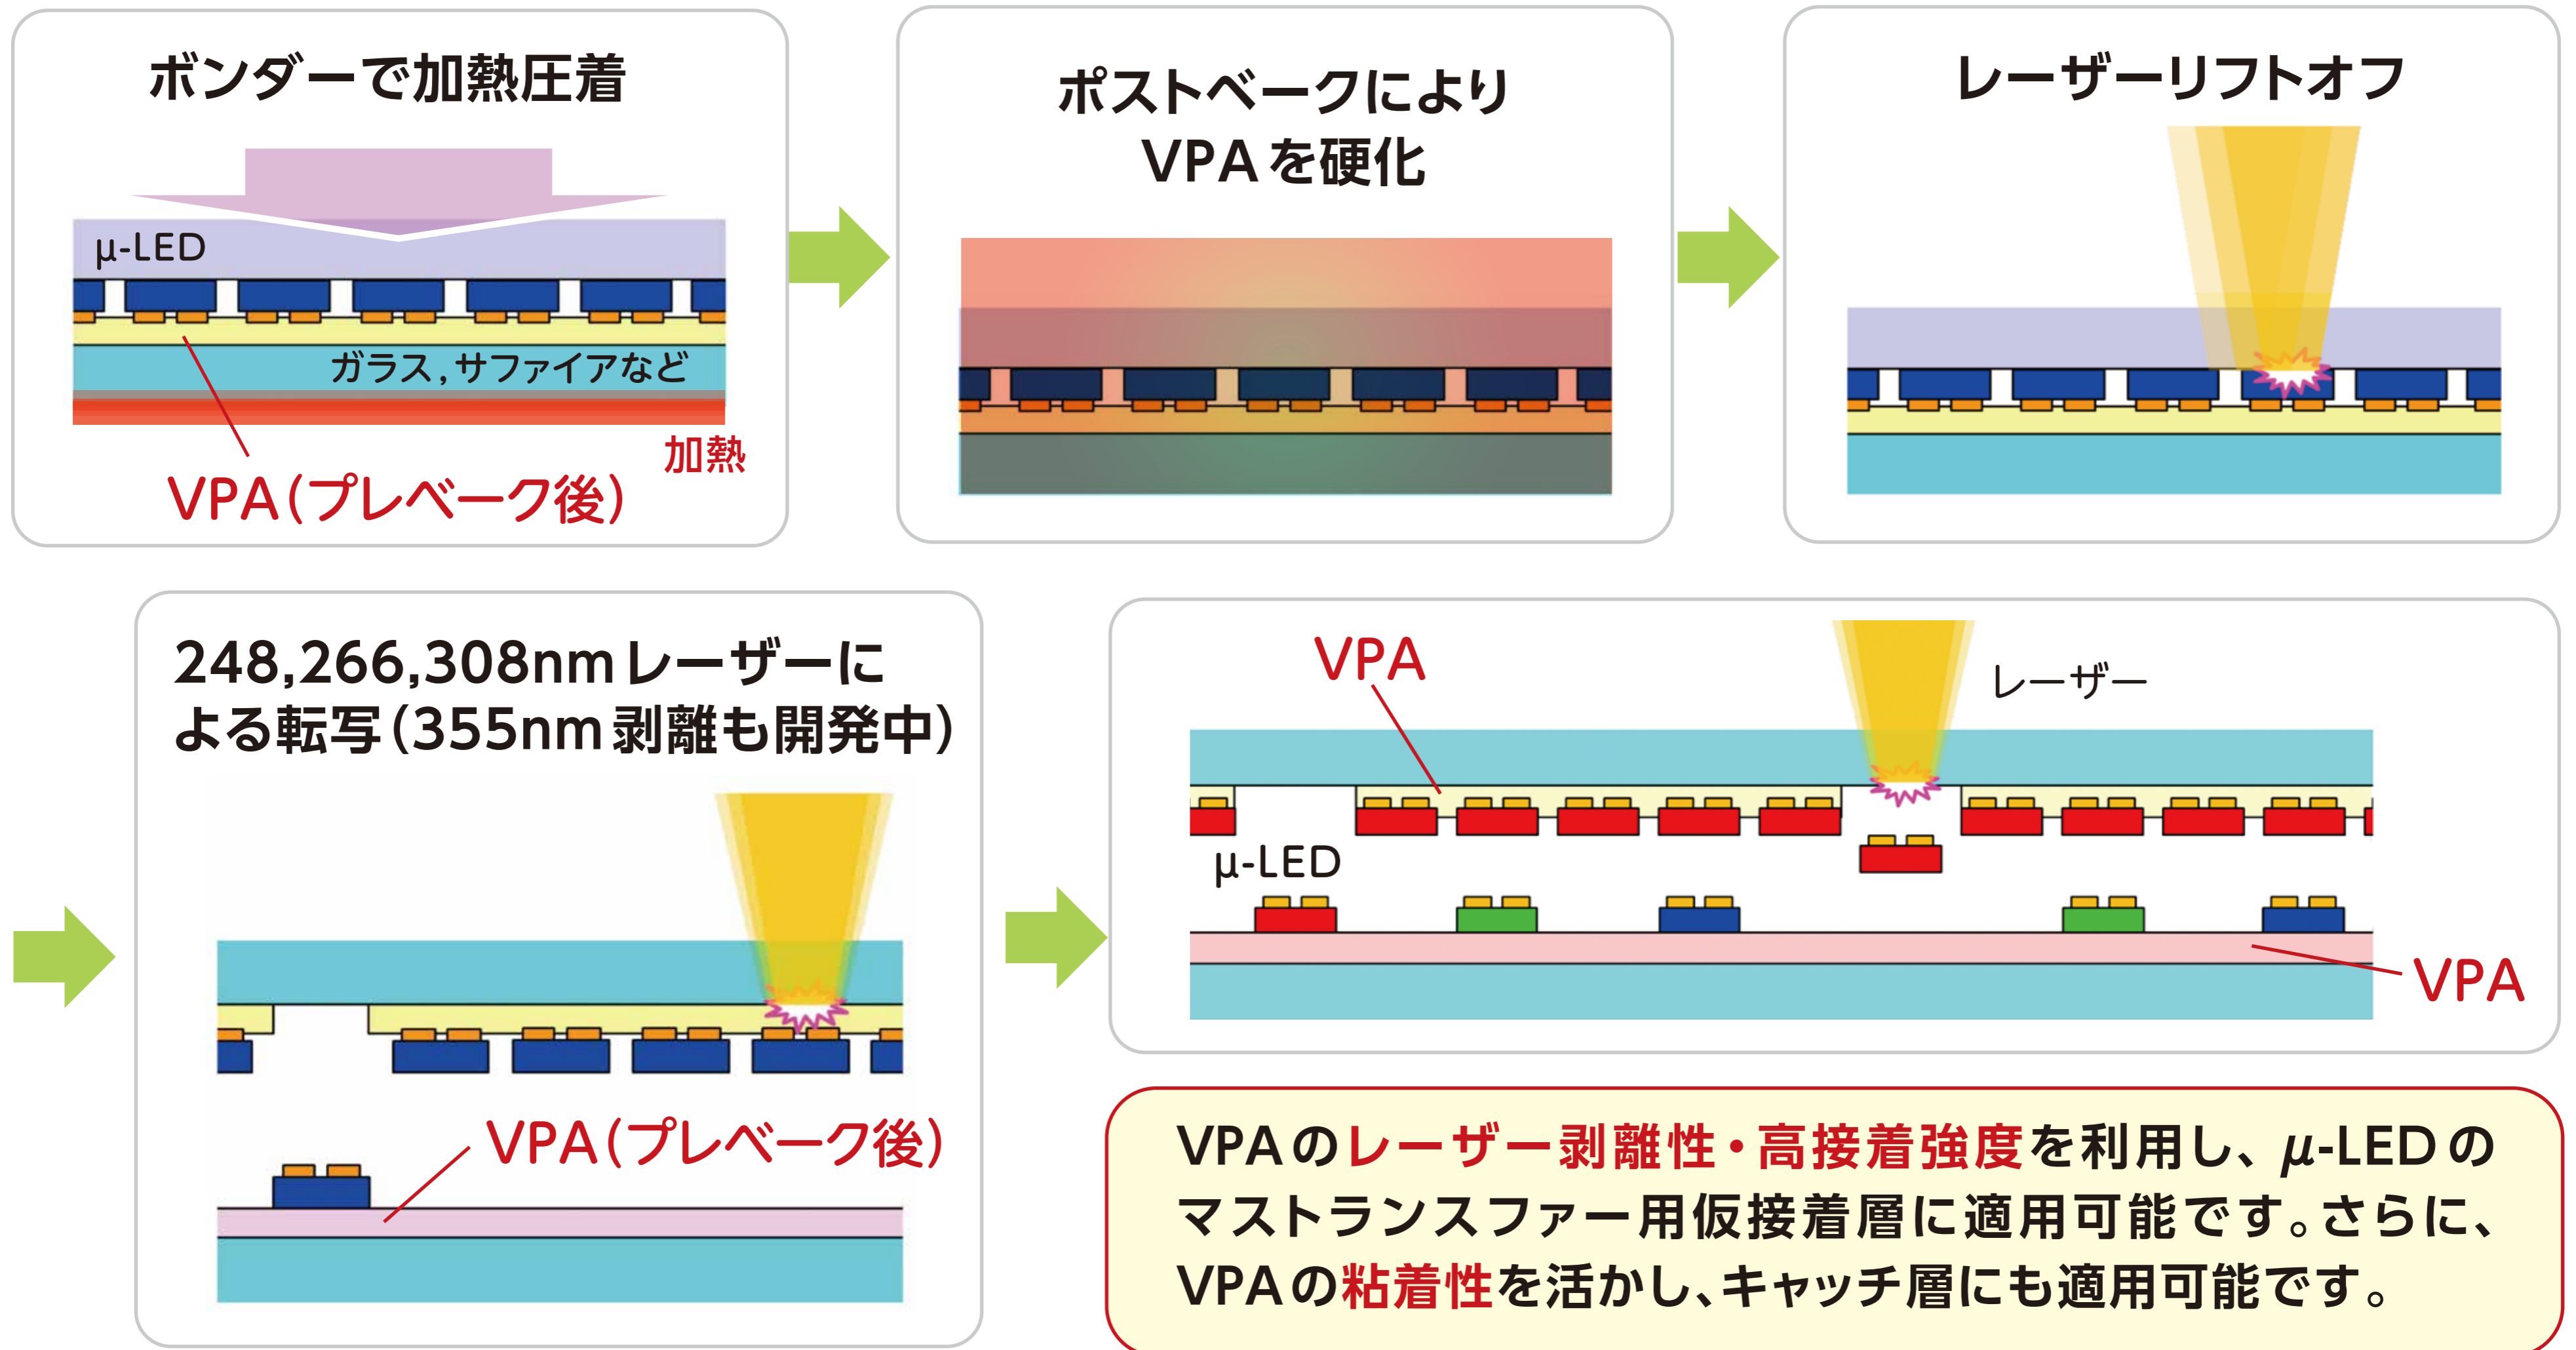 ボンダーで加熱圧着
μ-LED
ガラス,サファイアなど
加熱
VPA(プレベーク後)
ポストベークにより
VPAを硬化
レーザーリフトオフ
248,266,308nmレーザーに
よる転写(355nm剥離も開発中)
VPA(プレベーク後)
VPA
レーザー
μ-LED
VPA
VPAのレーザー剥離性・高接着強度を利用し、μ-LEDの
マストランスファー用仮接着層に適用可能です。さらに、
VPAの粘着性を活かし、キャッチ層にも適用可能です。